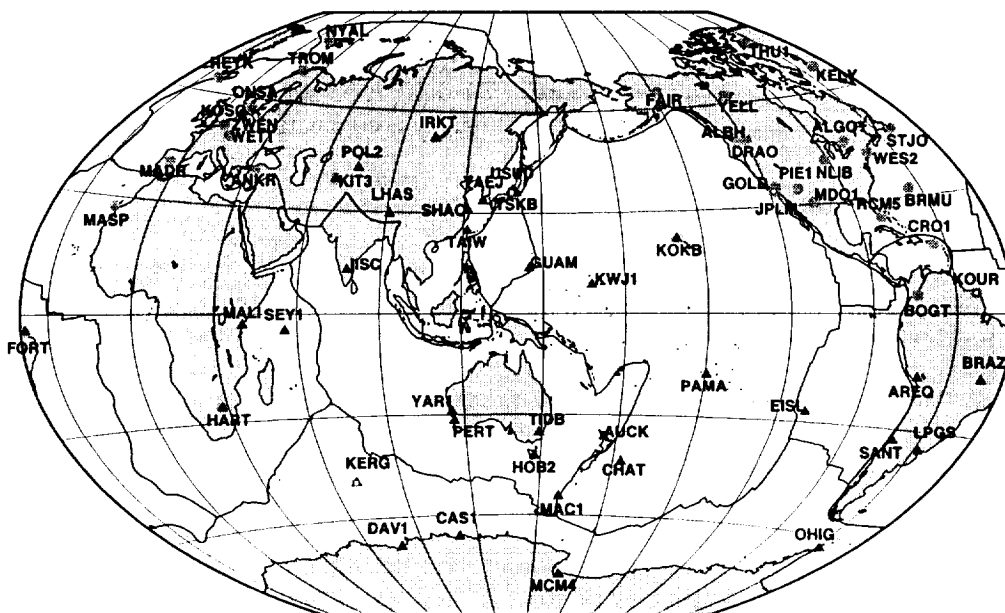 NYAL
THU1
TROM
REYK
KELY
ONSA
KOSG
FAIR
YELL
ZWEN
WETT
IRKT
ALGO
STJO
ALBH
DRAO
WES2
POL2
MADR
PIE1
NLIB
KIT3
TAEJ
GOLD
LHAS
MDO1
RCM5
BRMU
TSKB
MASP
SHAO
JPLM
CRO1
TAIW
KOKB
IISC
GUAM
KWJ1
KOUR
BOGT
MALI
SEY1
FORT
BRAZ
PAMA
AREQ
YAR1
EISL
HART
TIDB
PERT
AUCK
LPGS
SANT
KERG
HOB2
CHAT
MAC1
CAS1
DAV1
OHIG
MCM4